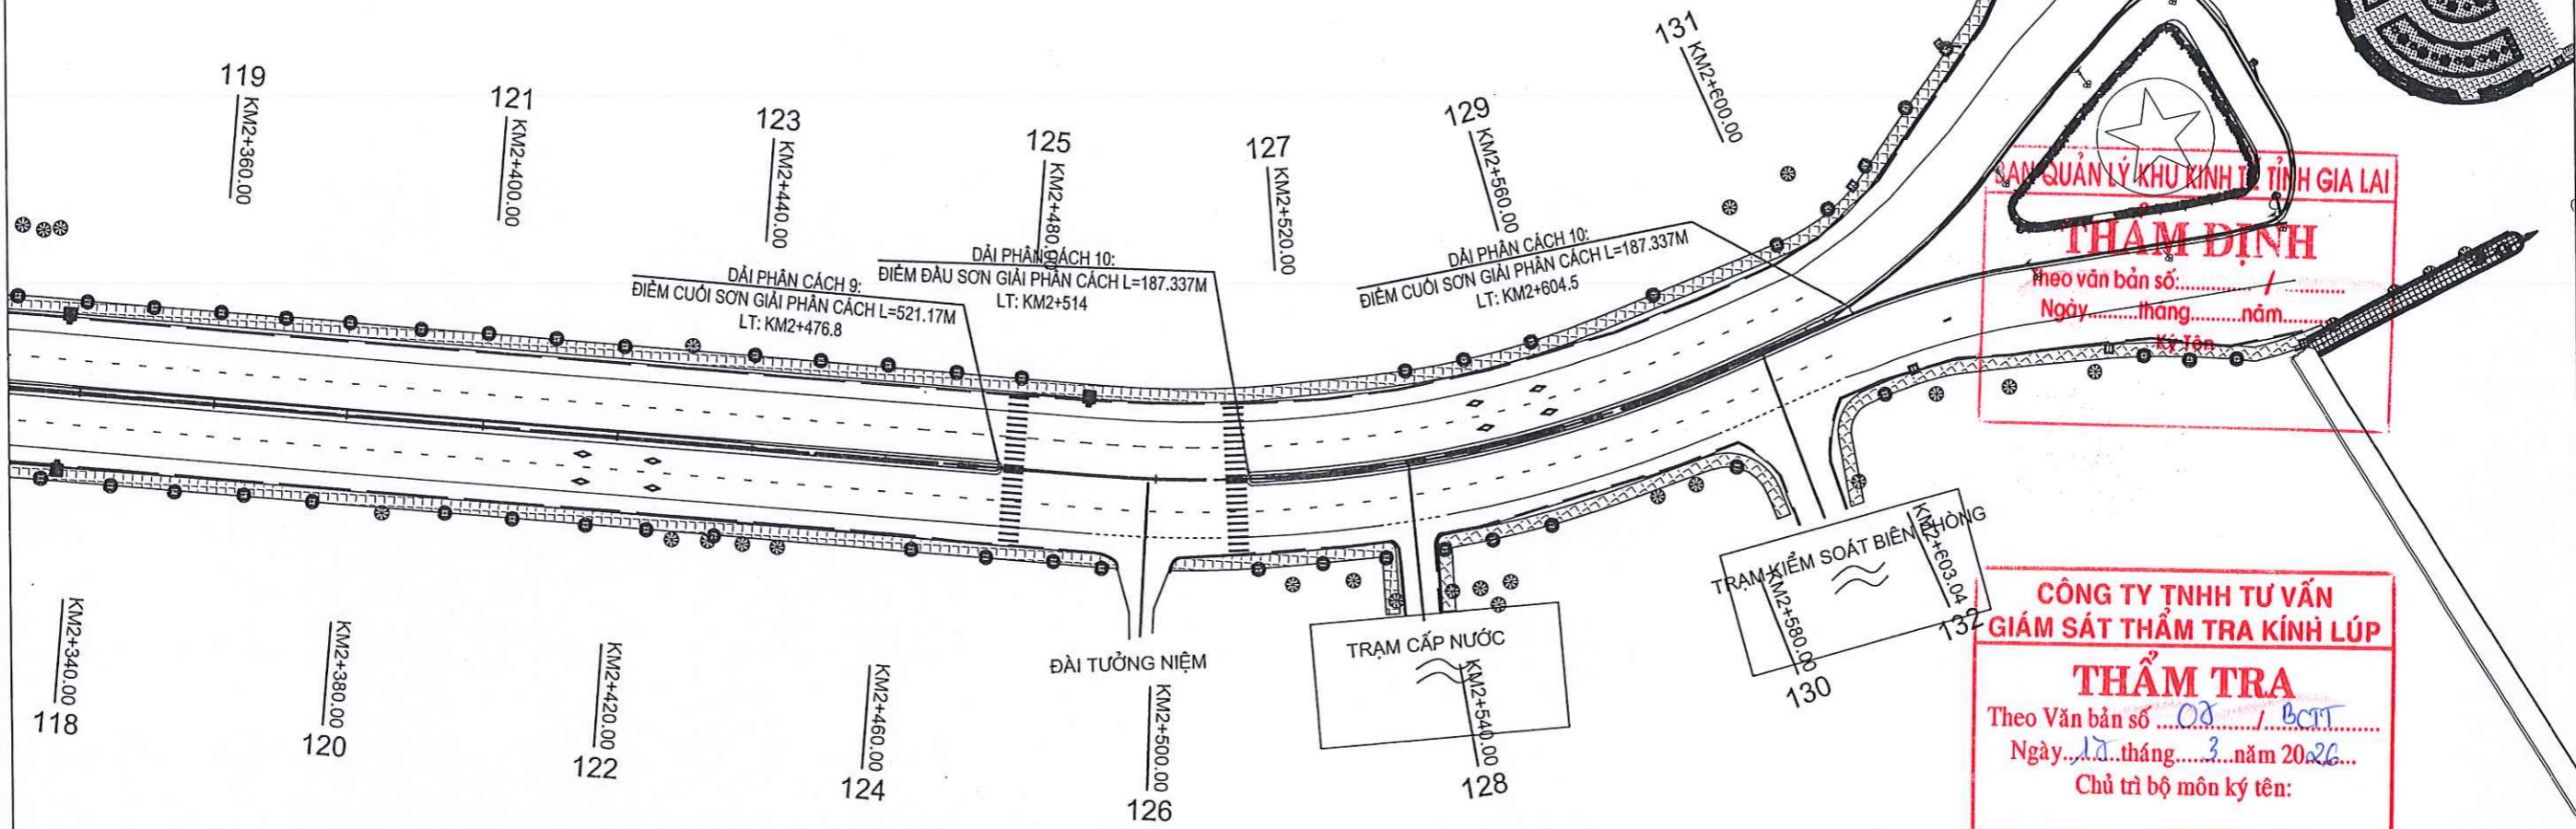 119
KM2+360.00
121
KM2+400.00
123
KM2+440.00
125
KM2+480.00
127
KM2+520.00
129
KM2+560.00
131
KM2+600.00
DẢI PHÂN CÁCH 9:
ĐIỂM CUỐI SƠN GIẢI PHÂN CÁCH L=521.17M
LT: KM2+476.8
DẢI PHÂN CÁCH 10:
ĐIỂM ĐẦU SƠN GIẢI PHÂN CÁCH L=187.337M
LT: KM2+514
DẢI PHÂN CÁCH 10:
ĐIỂM CUỐI SƠN GIẢI PHÂN CÁCH L=187.337M
LT: KM2+604.5
BAN QUẢN LÝ KHU KINH TẾ TỈNH GIA LAI
THẨM ĐỊNH
Theo văn bản số:............. / ...........
Ngày.........tháng.........năm.........
Ký Tên
KM2+340.00
118
KM2+380.00
120
KM2+420.00
122
KM2+460.00
124
ĐÀI TƯỞNG NIỆM
KM2+500.00
126
TRẠM CẤP NƯỚC
KM2+540.00
128
TRẠM KIỂM SOÁT BIÊN PHÒNG
KM2+580.00
130
KM2+603.04
132
CÔNG TY TNHH TƯ VẤN
GIÁM SÁT THẨM TRA KÍNH LÚP
THẨM TRA
Theo Văn bản số ............ / BCTT
Ngày.........tháng....3...năm 2026...
Chủ trì bộ môn ký tên: